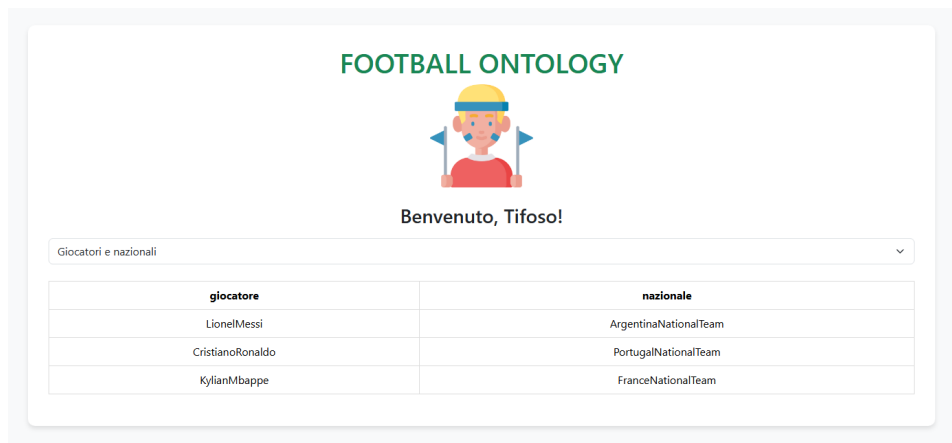 FOOTBALL ONTOLOGY
Benvenuto, Tifoso!
Giocatori e nazionali
giocatore nazionale
LionelMessi ArgentinaNationalTeam
CristianoRonaldo PortugalNationalTeam
KylianMbappe FranceNationalTeam